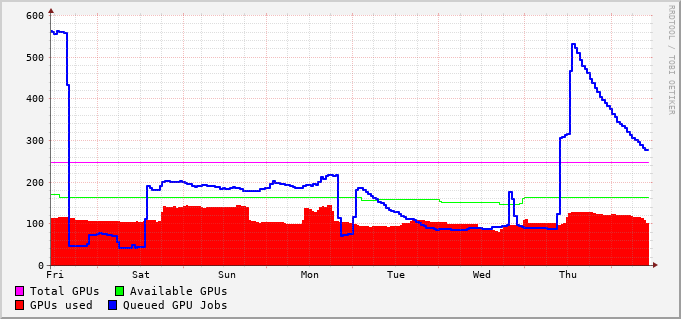 600
500
400
300
200
100
0
Fri Sat Sun Mon Tue Wed Thu
Total GPUs Available GPUs
GPUs used Queued GPU Jobs
RRDTOOL / TOBI OETIKER